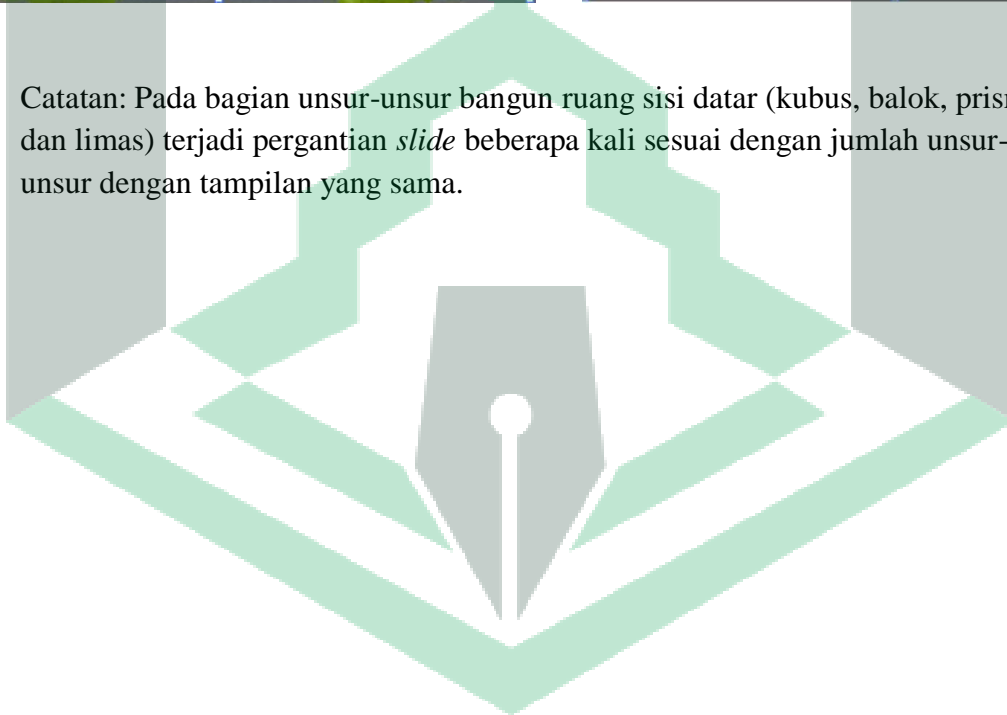 Catatan: Pada bagian unsur-unsur bangun ruang sisi datar (kubus, balok,
dan limas) terjadi pergantian slide beberapa kali sesuai dengan jumlah unsur-
unsur dengan tampilan yang sama.